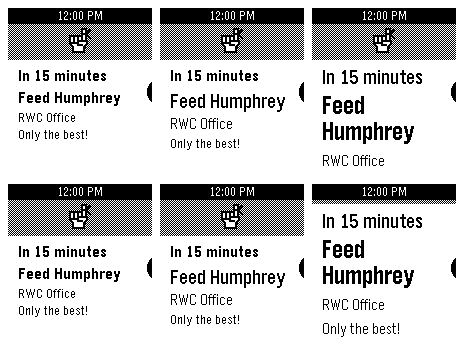 12:00 PM
In 15 minutes
Feed Humphrey
RWC Office
Only the best!
12:00 PM
In 15 minutes
Feed Humphrey
RWC Office
Only the best!
12:00 PM
In 15 minutes
Feed
Humphrey
RWC Office
12:00 PM
In 15 minutes
Feed Humphrey
RWC Office
Only the best!
12:00 PM
In 15 minutes
Feed Humphrey
RWC Office
Only the best!
12:00 PM
In 15 minutes
Feed
Humphrey
RWC Office
Only the best!